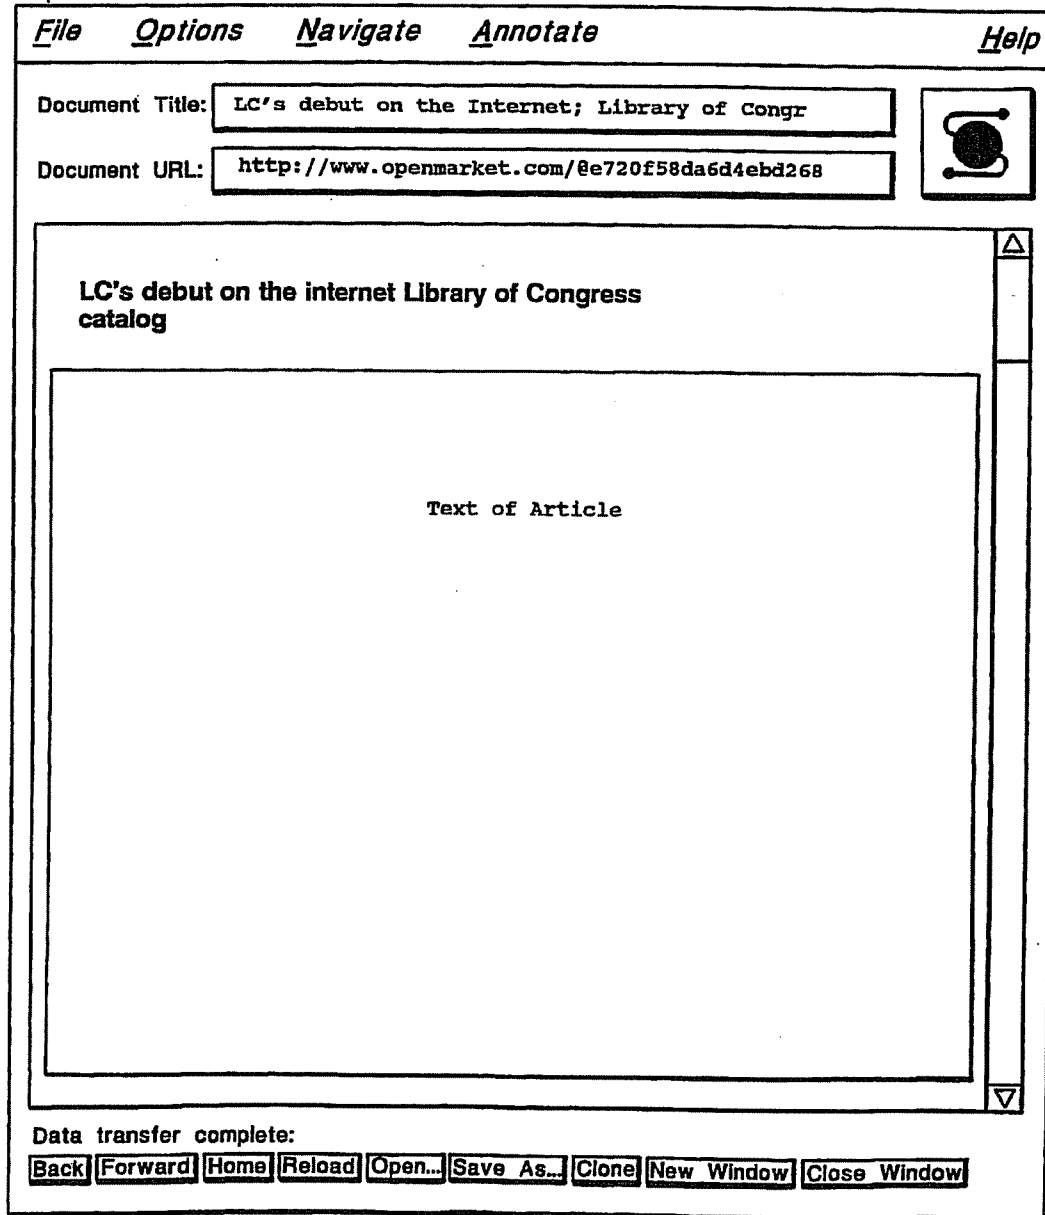 File Options Navigate Annotate Help
Document Title: LC's debut on the Internet; Library of Congr
Document URL: http://www.openmarket.com/@e720f58da6d4ebd268
LC's debut on the internet Library of Congress
catalog
Text of Article
Data transfer complete:
Back Forward Home Reload Open... Save As... Clone New Window Close Window